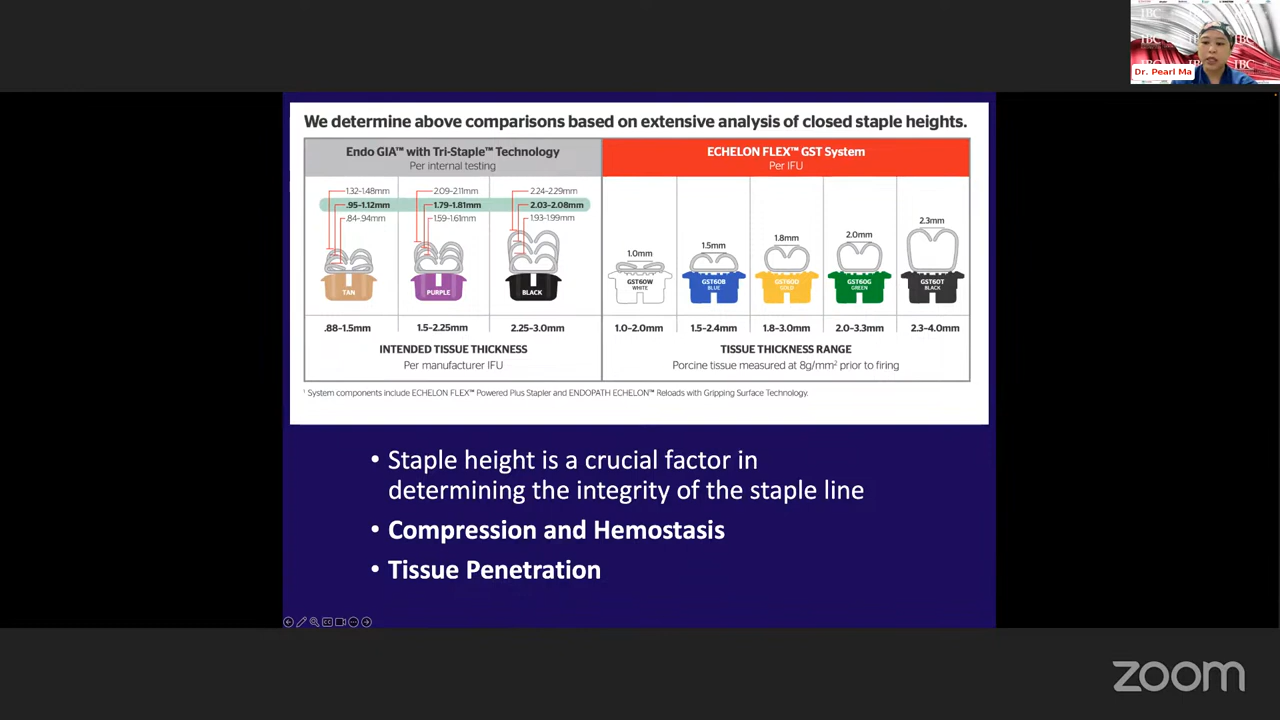 IBC
IBC
IBC
IBC
Dr. Pearl Ma
We determine above comparisons based on extensive analysis of closed staple heights.
Endo GIA™ with Tri-Staple™ Technology
Per internal testing
ECHELON FLEX™ GST System
Per IFU
1.32-1.48mm
.95-1.12mm
.84-.94mm
2.09-2.11mm
1.79-1.81mm
1.59-1.61mm
2.24-2.29mm
2.03-2.08mm
1.93-1.99mm
1.0mm
1.5mm
1.8mm
2.0mm
2.3mm
TAN
PURPLE
BLACK
GST60W
WHITE
GST60B
BLUE
GST60D
GOLD
GST60G
GREEN
GST60T
BLACK
.88-1.5mm
1.5-2.25mm
2.25-3.0mm
1.0-2.0mm
1.5-2.4mm
1.8-3.0mm
2.0-3.3mm
2.3-4.0mm
INTENDED TISSUE THICKNESS
Per manufacturer IFU
TISSUE THICKNESS RANGE
Porcine tissue measured at 8g/mm² prior to firing
¹ System components include ECHELON FLEX™ Powered Plus Stapler and ENDOPATH ECHELON™ Reloads with Gripping Surface Technology.
• Staple height is a crucial factor in
determining the integrity of the staple line
• Compression and Hemostasis
• Tissue Penetration
zoom